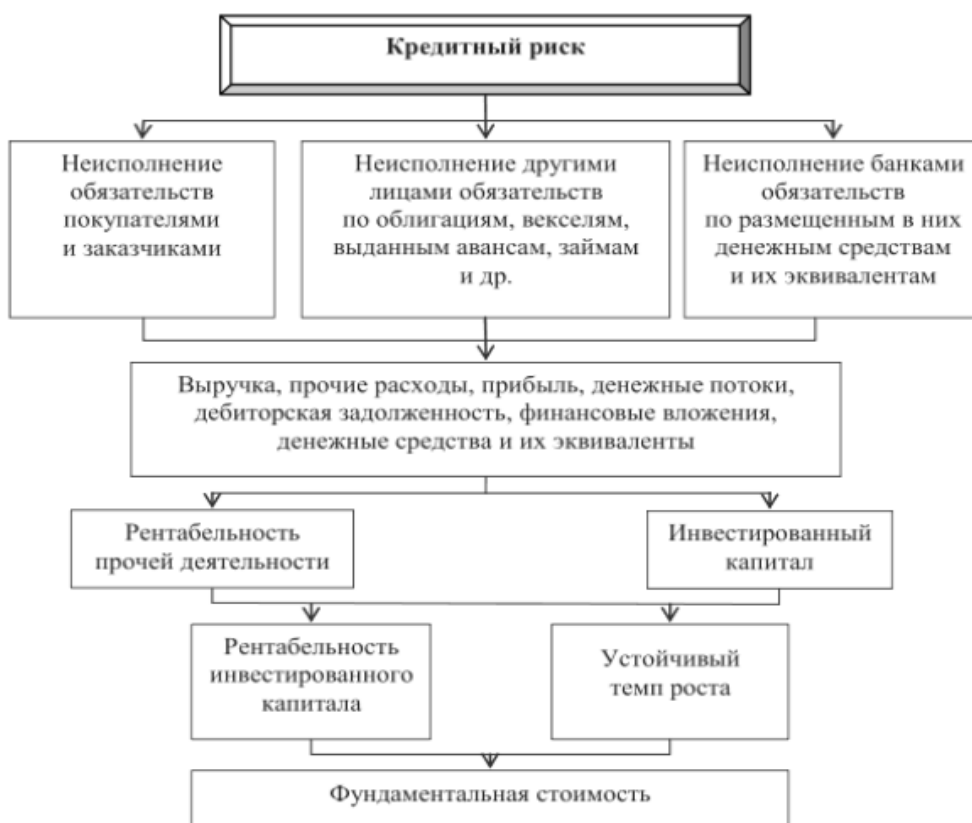 Кредитный риск
Неисполнение
обязательств
покупателями
и заказчиками
Неисполнение другими
лицами обязательств
по облигациям, векселям,
выданным авансам, займам
и др.
Неисполнение банками
обязательств
по размещенным в них
денежным средствам
и их эквивалентам
Выручка, прочие расходы, прибыль, денежные потоки,
дебиторская задолженность, финансовые вложения,
денежные средства и их эквиваленты
Рентабельность
прочей деятельности
Инвестированный
капитал
Рентабельность
инвестированного
капитала
Устойчивый
темп роста
Фундаментальная стоимость